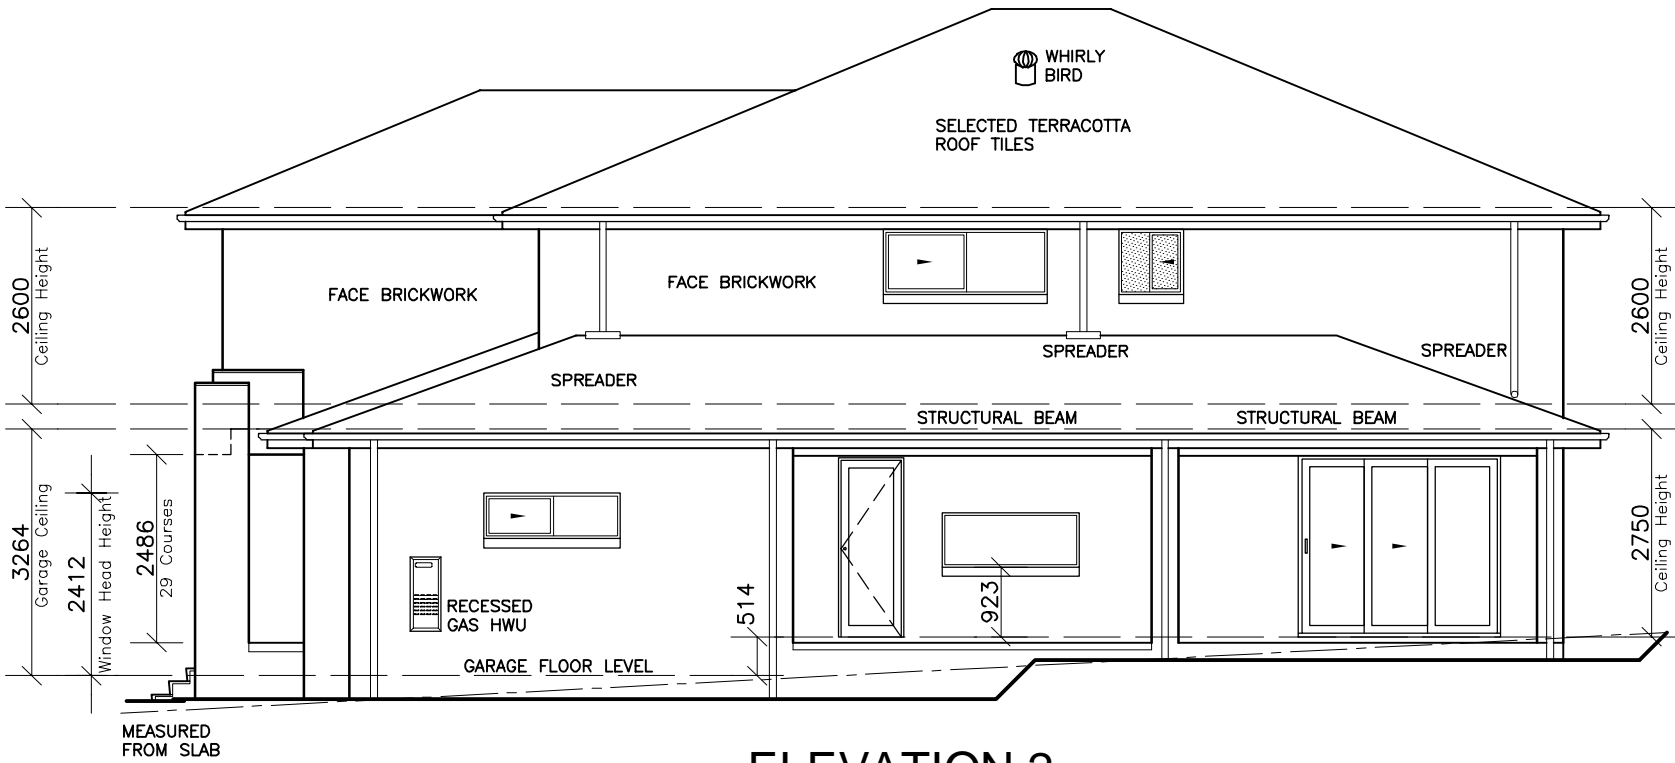 WHIRLY
BIRD
SELECTED TERRACOTTA
ROOF TILES
2600
Ceiling Height
FACE BRICKWORK
FACE BRICKWORK
2600
Ceiling Height
SPREADER
SPREADER
SPREADER
STRUCTURAL BEAM
STRUCTURAL BEAM
3264
Garage Ceiling
2412
Window Head Height
2486
29 Courses
RECESSED
GAS HWU
514
923
2750
Ceiling Height
GARAGE FLOOR LEVEL
MEASURED
FROM SLAB
ELEVATION